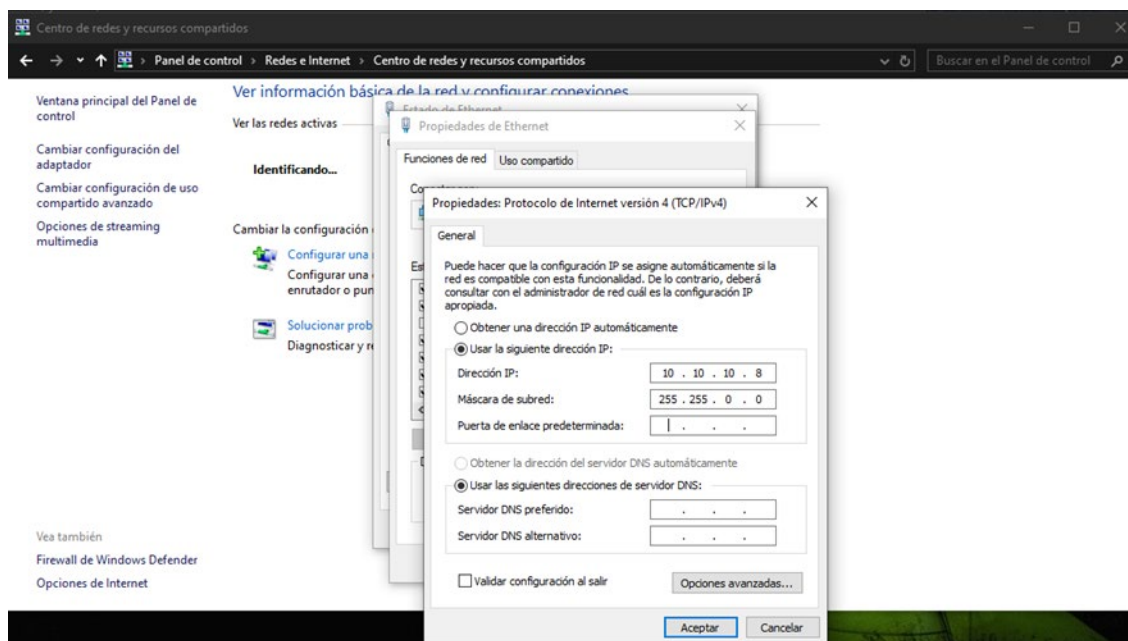 Centro de redes y recursos compartidos
Panel de control > Redes e Internet > Centro de redes y recursos compartidos
Buscar en el Panel de control
Ventana principal del Panel de
control
Cambiar configuración del
adaptador
Cambiar configuración de uso
compartido avanzado
Opciones de streaming
multimedia
Vea también
Firewall de Windows Defender
Opciones de Internet
Ver información básica de la red y configurar conexiones
Ver las redes activas
Identificando...
Cambiar la configuración
Configurar una
Configurar una
enrutador o pun
Solucionar prob
Diagnosticar y
Estado de Ethernet
Propiedades de Ethernet
Funciones de red
Uso compartido
Propiedades: Protocolo de Internet versión 4 (TCP/IPv4)
General
Puede hacer que la configuración IP se asigne automáticamente si la
red es compatible con esta funcionalidad. De lo contrario, deberá
consultar con el administrador de red cuál es la configuración IP
apropiada.
Obtener una dirección IP automáticamente
Usar la siguiente dirección IP:
Dirección IP: 10 . 10 . 10 . 8
Máscara de subred: 255 . 255 . 0 . 0
Puerta de enlace predeterminada: . . .
Obtener la dirección del servidor DNS automáticamente
Usar las siguientes direcciones de servidor DNS:
Servidor DNS preferido: . . .
Servidor DNS alternativo: . . .
Validar configuración al salir
Opciones avanzadas...
Aceptar
Cancelar